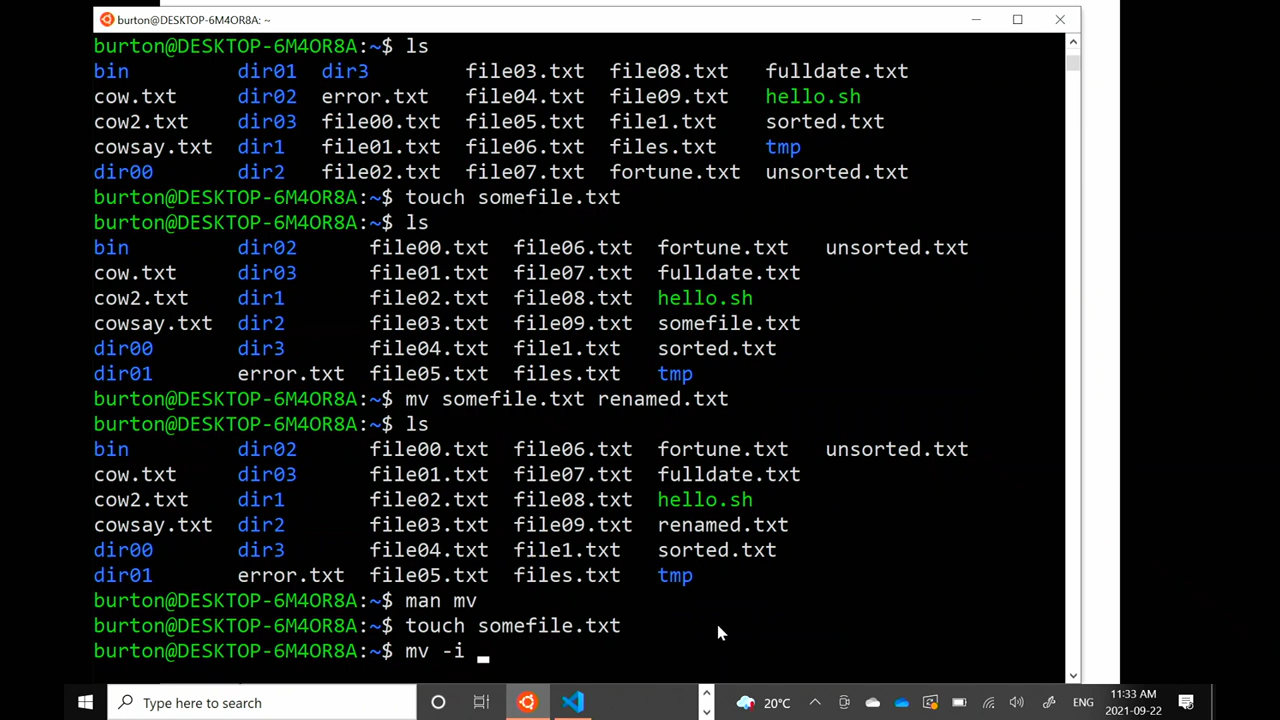 burton@DESKTOP-6M4OR8A: ~
burton@DESKTOP-6M4OR8A:~$ ls
bin dir01 dir3 file03.txt file08.txt fulldate.txt
cow.txt dir02 error.txt file04.txt file09.txt hello.sh
cow2.txt dir03 file00.txt file05.txt file1.txt sorted.txt
cowsay.txt dir1 file01.txt file06.txt files.txt tmp
dir00 dir2 file02.txt file07.txt fortune.txt unsorted.txt
burton@DESKTOP-6M4OR8A:~$ touch somefile.txt
burton@DESKTOP-6M4OR8A:~$ ls
bin dir02 file00.txt file06.txt fortune.txt unsorted.txt
cow.txt dir03 file01.txt file07.txt fulldate.txt
cow2.txt dir1 file02.txt file08.txt hello.sh
cowsay.txt dir2 file03.txt file09.txt somefile.txt
dir00 dir3 file04.txt file1.txt sorted.txt
dir01 error.txt file05.txt files.txt tmp
burton@DESKTOP-6M4OR8A:~$ mv somefile.txt renamed.txt
burton@DESKTOP-6M4OR8A:~$ ls
bin dir02 file00.txt file06.txt fortune.txt unsorted.txt
cow.txt dir03 file01.txt file07.txt fulldate.txt
cow2.txt dir1 file02.txt file08.txt hello.sh
cowsay.txt dir2 file03.txt file09.txt renamed.txt
dir00 dir3 file04.txt file1.txt sorted.txt
dir01 error.txt file05.txt files.txt tmp
burton@DESKTOP-6M4OR8A:~$ man mv
burton@DESKTOP-6M4OR8A:~$ touch somefile.txt
burton@DESKTOP-6M4OR8A:~$ mv -i
Type here to search
20°C
ENG
11:33 AM
2021-09-22